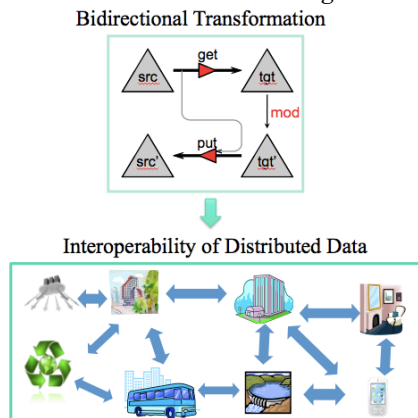 Bidirectional Transformation
get
src
tgt
mod
put
src'
tgt'
Interoperability of Distributed Data